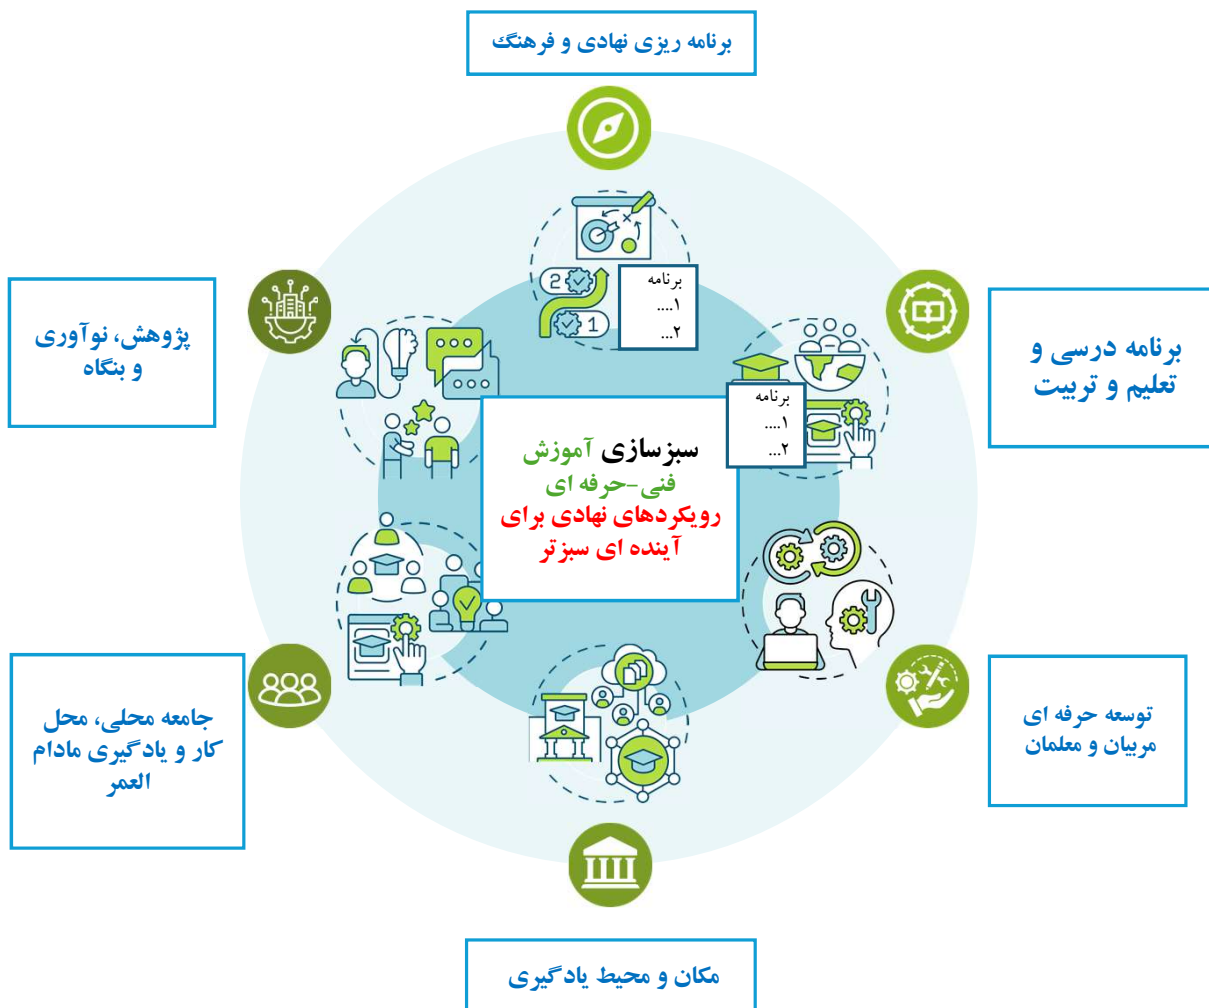 برنامه ریزی نهادی و فرهنگ
برنامه
۱....
۲...
2
1
برنامه درسی و
تعلیم و تربیت
برنامه
۱....
۲...
پژوهش، نوآوری
و بنگاه
سبزسازی آموزش
فنی-حرفه ای
رویکردهای نهادی برای
آینده ای سبزتر
توسعه حرفه ای
مربیان و معلمان
جامعه محلی، محل
کار و یادگیری مادام
العمر
مکان و محیط یادگیری